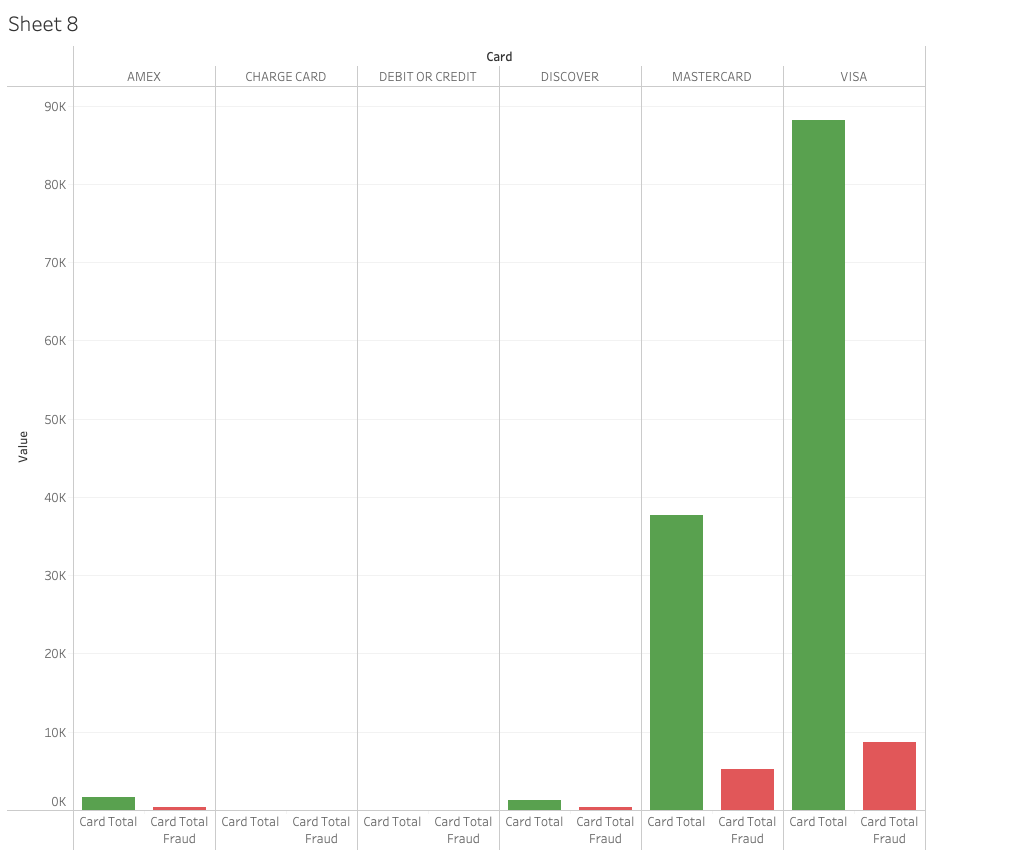 Sheet 8
Card
AMEX CHARGE CARD DEBIT OR CREDIT DISCOVER MASTERCARD VISA
90K
80K
70K
60K
50K
Value
40K
30K
20K
10K
0K
Card Total Card Total Card Total Card Total Card Total Card Total Card Total Card Total Card Total Card Total Card Total Card Total
Fraud Fraud Fraud Fraud Fraud Fraud